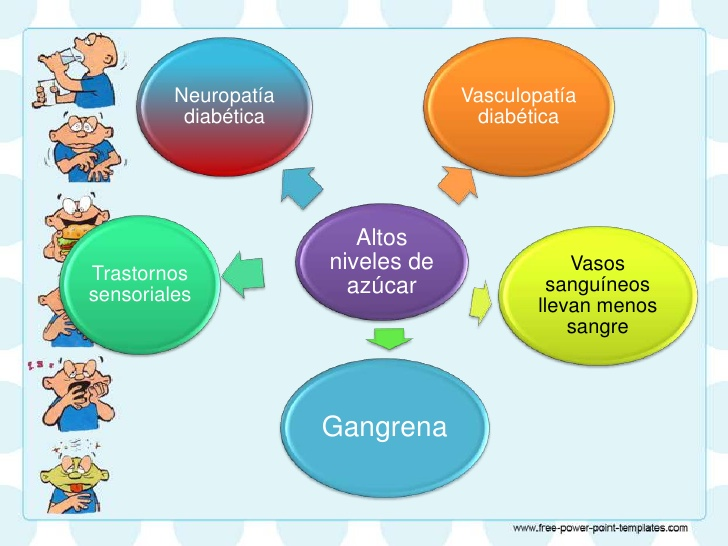 Neuropatía
diabética
Vasculopatía
diabética
Altos
niveles de
azúcar
Trastornos
sensoriales
Vasos
sanguíneos
llevan menos
sangre
Gangrena
www.free-power-point-templates.com